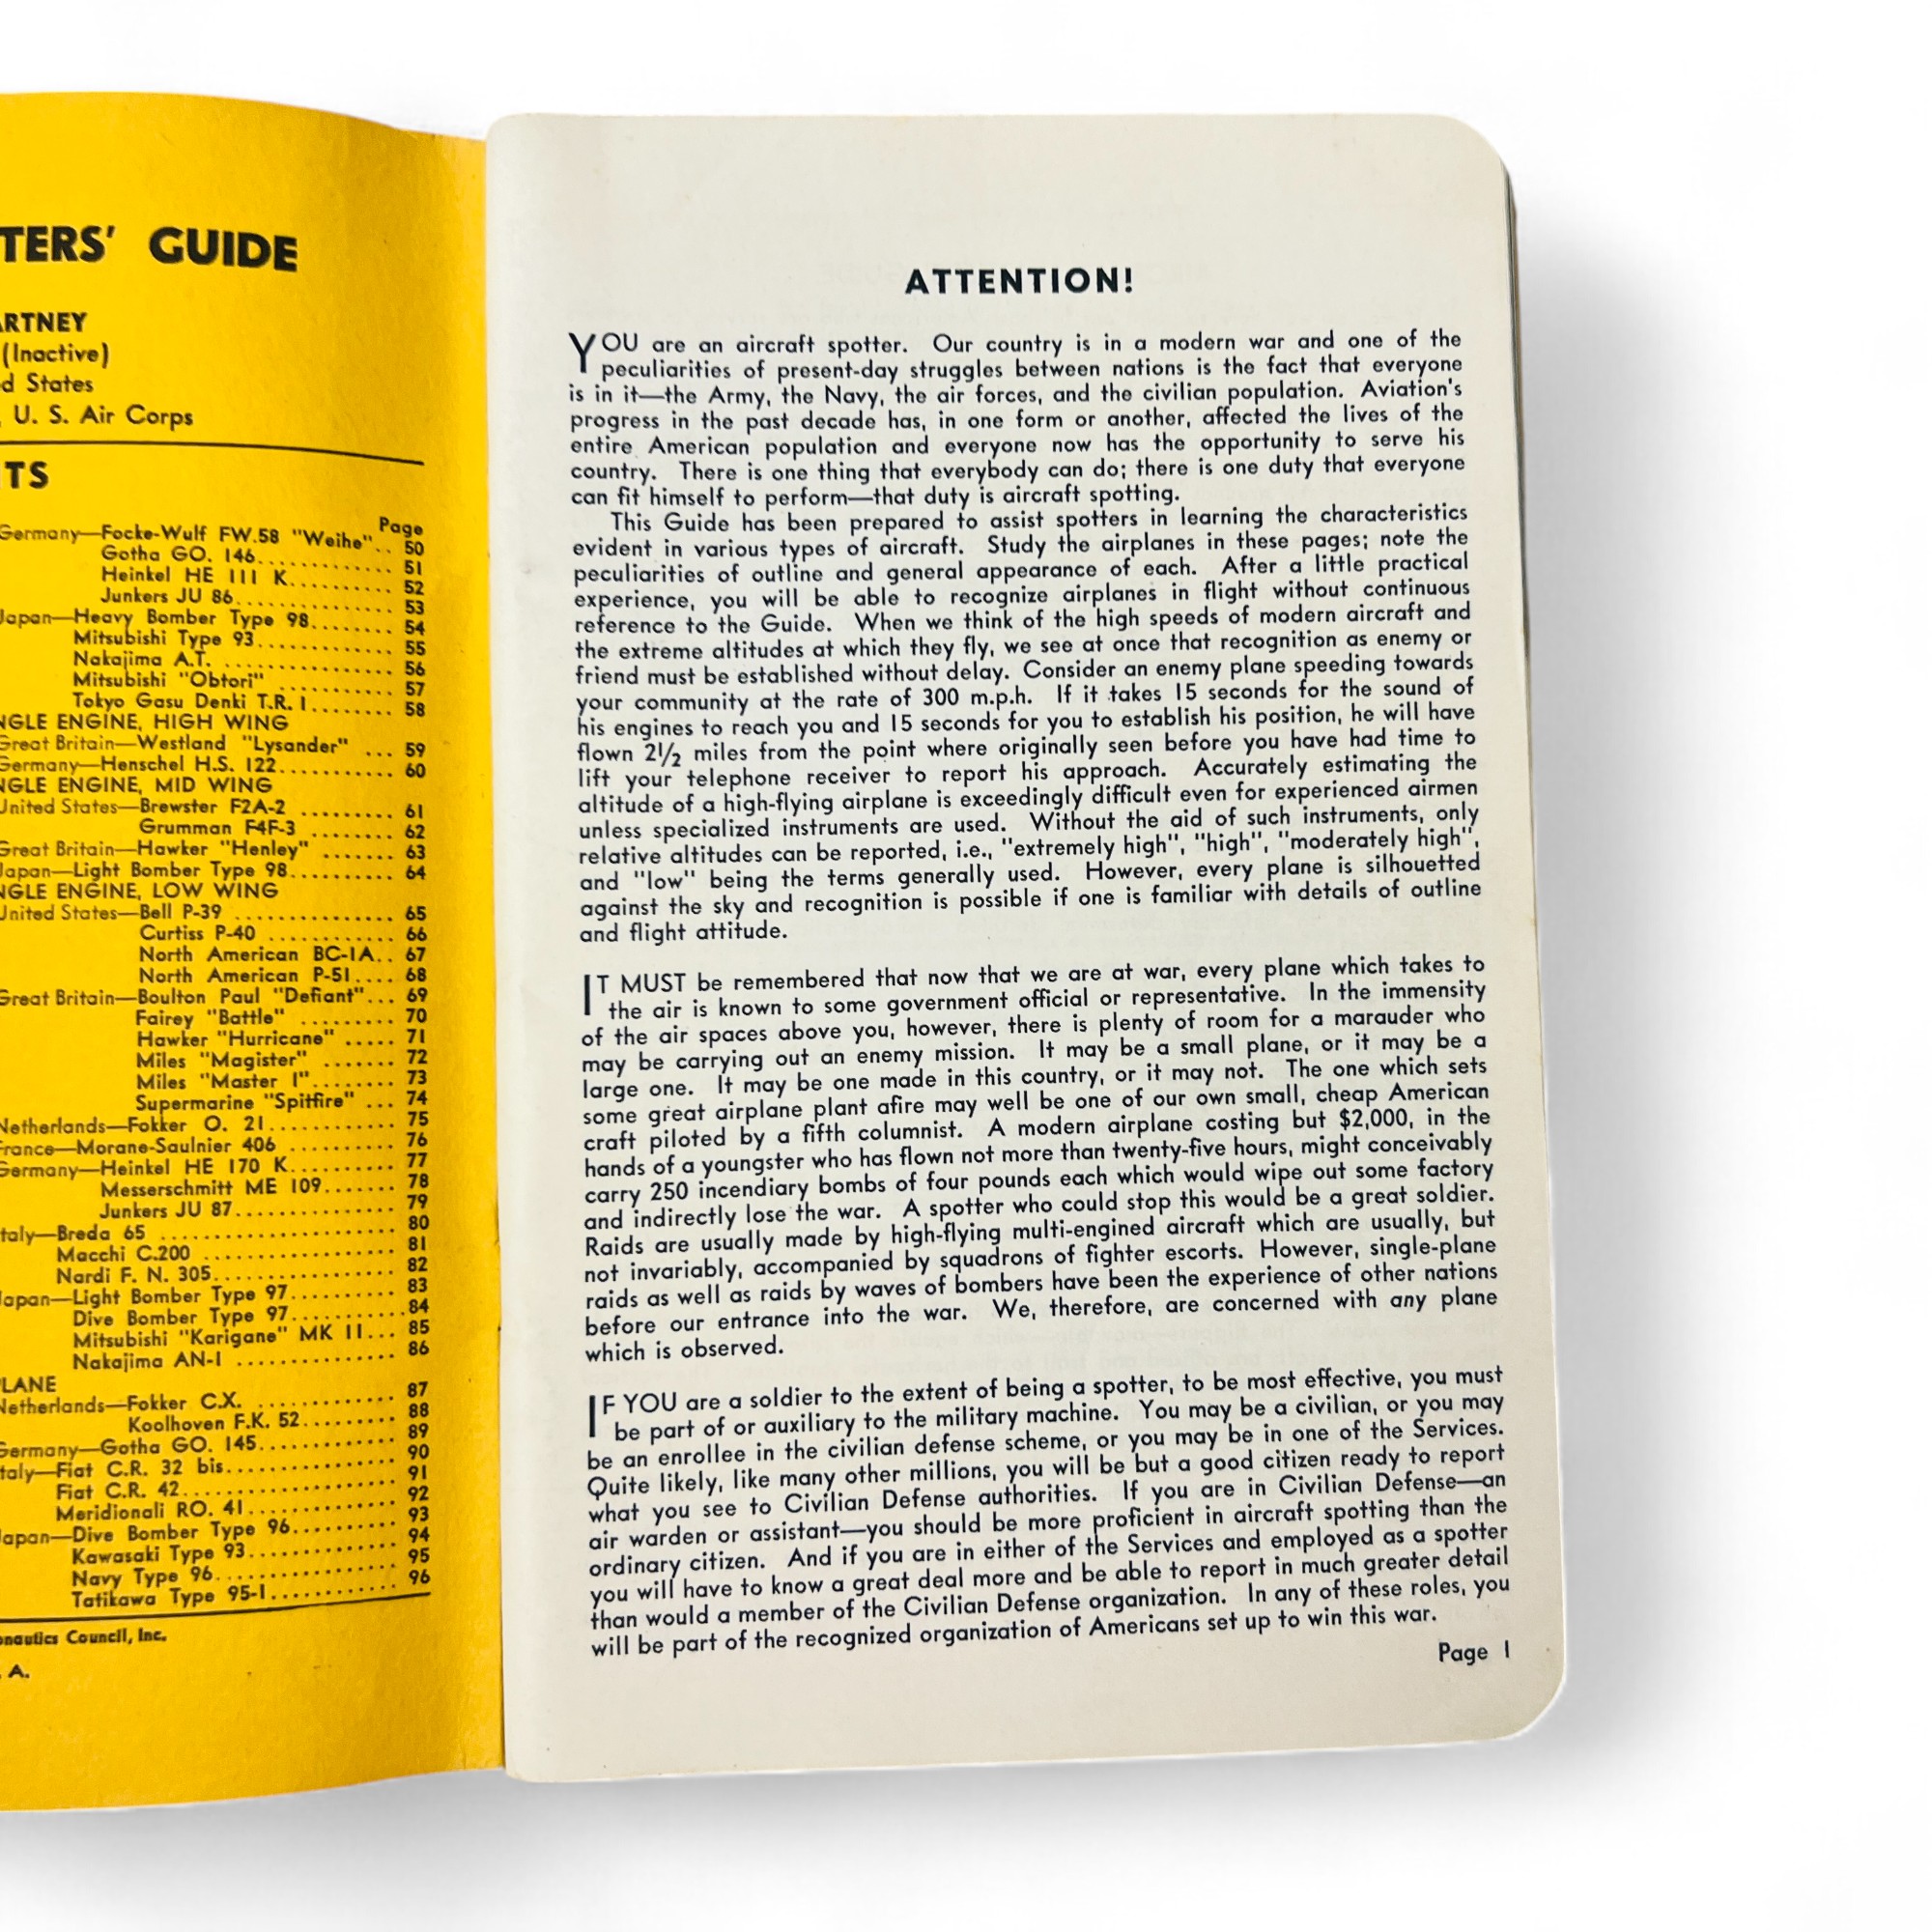 TERS' GUIDE
ARTNEY
(Inactive)
d States
, U. S. Air Corps
TS
Page
Germany—Focke-Wulf FW.58 "Weihe".. 50
Gotha GO. 146............. 51
Heinkel HE 111 K.......... 52
Junkers JU 86............... 53
Japan—Heavy Bomber Type 98........ 54
Mitsubishi Type 93............. 55
Nakajima A.T. ................ 56
Mitsubishi "Obtori" ........... 57
Tokyo Gasu Denki T.R. 1........ 58
NGLE ENGINE, HIGH WING
Great Britain—Westland "Lysander" ... 59
Germany—Henschel H.S. 122........... 60
NGLE ENGINE, MID WING
United States—Brewster F2A-2 ......... 61
Grumman F4F-3 ........ 62
Great Britain—Hawker "Henley" ....... 63
Japan—Light Bomber Type 98.......... 64
NGLE ENGINE, LOW WING
United States—Bell P-39 ............... 65
Curtiss P-40 ............ 66
North American BC-1A.. 67
North American P-51.... 68
Great Britain—Boulton Paul "Defiant"... 69
Fairey "Battle" ......... 70
Hawker "Hurricane" ..... 71
Miles "Magister" ....... 72
Miles "Master I"........ 73
Supermarine "Spitfire" ... 74
Netherlands—Fokker O. 21............ 75
France—Morane-Saulnier 406 .......... 76
Germany—Heinkel HE 170 K.......... 77
Messerschmitt ME 109....... 78
Junkers JU 87............... 79
taly—Breda 65 ...................... 80
Macchi C.200 .................. 81
Nardi F. N. 305................. 82
Japan—Light Bomber Type 97.......... 83
Dive Bomber Type 97........... 84
Mitsubishi "Karigane" MK II... 85
Nakajima AN-1 ............... 86
PLANE
Netherlands—Fokker C.X. ............. 87
Koolhoven F.K. 52......... 88
Germany—Gotha GO. 145............. 89
taly—Fiat C.R. 32 bis................ 90
Fiat C.R. 42.................... 91
Meridionali RO. 41.............. 92
Japan—Dive Bomber Type 96.......... 93
Kawasaki Type 93.............. 94
Navy Type 96................. 95
Tatikawa Type 95-1............ 96
onautics Council, Inc.
. A.
ATTENTION!
YOU are an aircraft spotter. Our country is in a modern war and one of the
peculiarities of present-day struggles between nations is the fact that everyone
is in it—the Army, the Navy, the air forces, and the civilian population. Aviation's
progress in the past decade has, in one form or another, affected the lives of the
entire American population and everyone now has the opportunity to serve his
country. There is one thing that everybody can do; there is one duty that everyone
can fit himself to perform—that duty is aircraft spotting.
This Guide has been prepared to assist spotters in learning the characteristics
evident in various types of aircraft. Study the airplanes in these pages; note the
peculiarities of outline and general appearance of each. After a little practical
experience, you will be able to recognize airplanes in flight without continuous
reference to the Guide. When we think of the high speeds of modern aircraft and
the extreme altitudes at which they fly, we see at once that recognition as enemy or
friend must be established without delay. Consider an enemy plane speeding towards
your community at the rate of 300 m.p.h. If it takes 15 seconds for the sound of
his engines to reach you and 15 seconds for you to establish his position, he will have
flown 2½ miles from the point where originally seen before you have had time to
lift your telephone receiver to report his approach. Accurately estimating the
altitude of a high-flying airplane is exceedingly difficult even for experienced airmen
unless specialized instruments are used. Without the aid of such instruments, only
relative altitudes can be reported, i.e., "extremely high", "high", "moderately high",
and "low" being the terms generally used. However, every plane is silhouetted
against the sky and recognition is possible if one is familiar with details of outline
and flight attitude.
IT MUST be remembered that now that we are at war, every plane which takes to
the air is known to some government official or representative. In the immensity
of the air spaces above you, however, there is plenty of room for a marauder who
may be carrying out an enemy mission. It may be a small plane, or it may be a
large one. It may be one made in this country, or it may not. The one which sets
some great airplane plant afire may well be one of our own small, cheap American
craft piloted by a fifth columnist. A modern airplane costing but $2,000, in the
hands of a youngster who has flown not more than twenty-five hours, might conceivably
carry 250 incendiary bombs of four pounds each which would wipe out some factory
and indirectly lose the war. A spotter who could stop this would be a great soldier.
Raids are usually made by high-flying multi-engined aircraft which are usually, but
not invariably, accompanied by squadrons of fighter escorts. However, single-plane
raids as well as raids by waves of bombers have been the experience of other nations
before our entrance into the war. We, therefore, are concerned with any plane
which is observed.
IF YOU are a soldier to the extent of being a spotter, to be most effective, you must
be part of or auxiliary to the military machine. You may be a civilian, or you may
be an enrollee in the civilian defense scheme, or you may be in one of the Services.
Quite likely, like many other millions, you will be but a good citizen ready to report
what you see to Civilian Defense authorities. If you are in Civilian Defense—an
air warden or assistant—you should be more proficient in aircraft spotting than the
ordinary citizen. And if you are in either of the Services and employed as a spotter
you will have to know a great deal more and be able to report in much greater detail
than would a member of the Civilian Defense organization. In any of these roles, you
will be part of the recognized organization of Americans set up to win this war.
Page 1